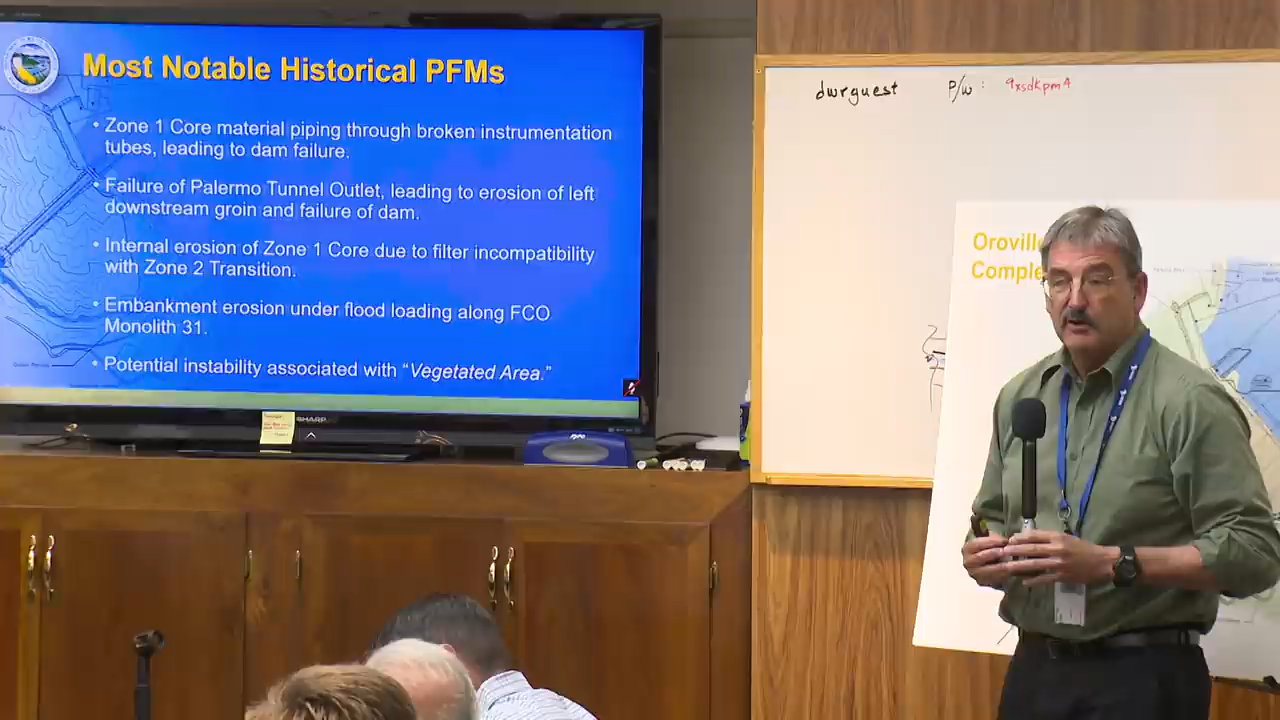 Most Notable Historical PFMs
• Zone 1 Core material piping through broken instrumentation
tubes, leading to dam failure.
• Failure of Palermo Tunnel Outlet, leading to erosion of left
downstream groin and failure of dam.
• Internal erosion of Zone 1 Core due to filter incompatibility
with Zone 2 Transition.
• Embankment erosion under flood loading along FCO
Monolith 31.
• Potential instability associated with “Vegetated Area.”
SHARP
dwrguest P/w: 9xsdkpm4
Oroville
Comple